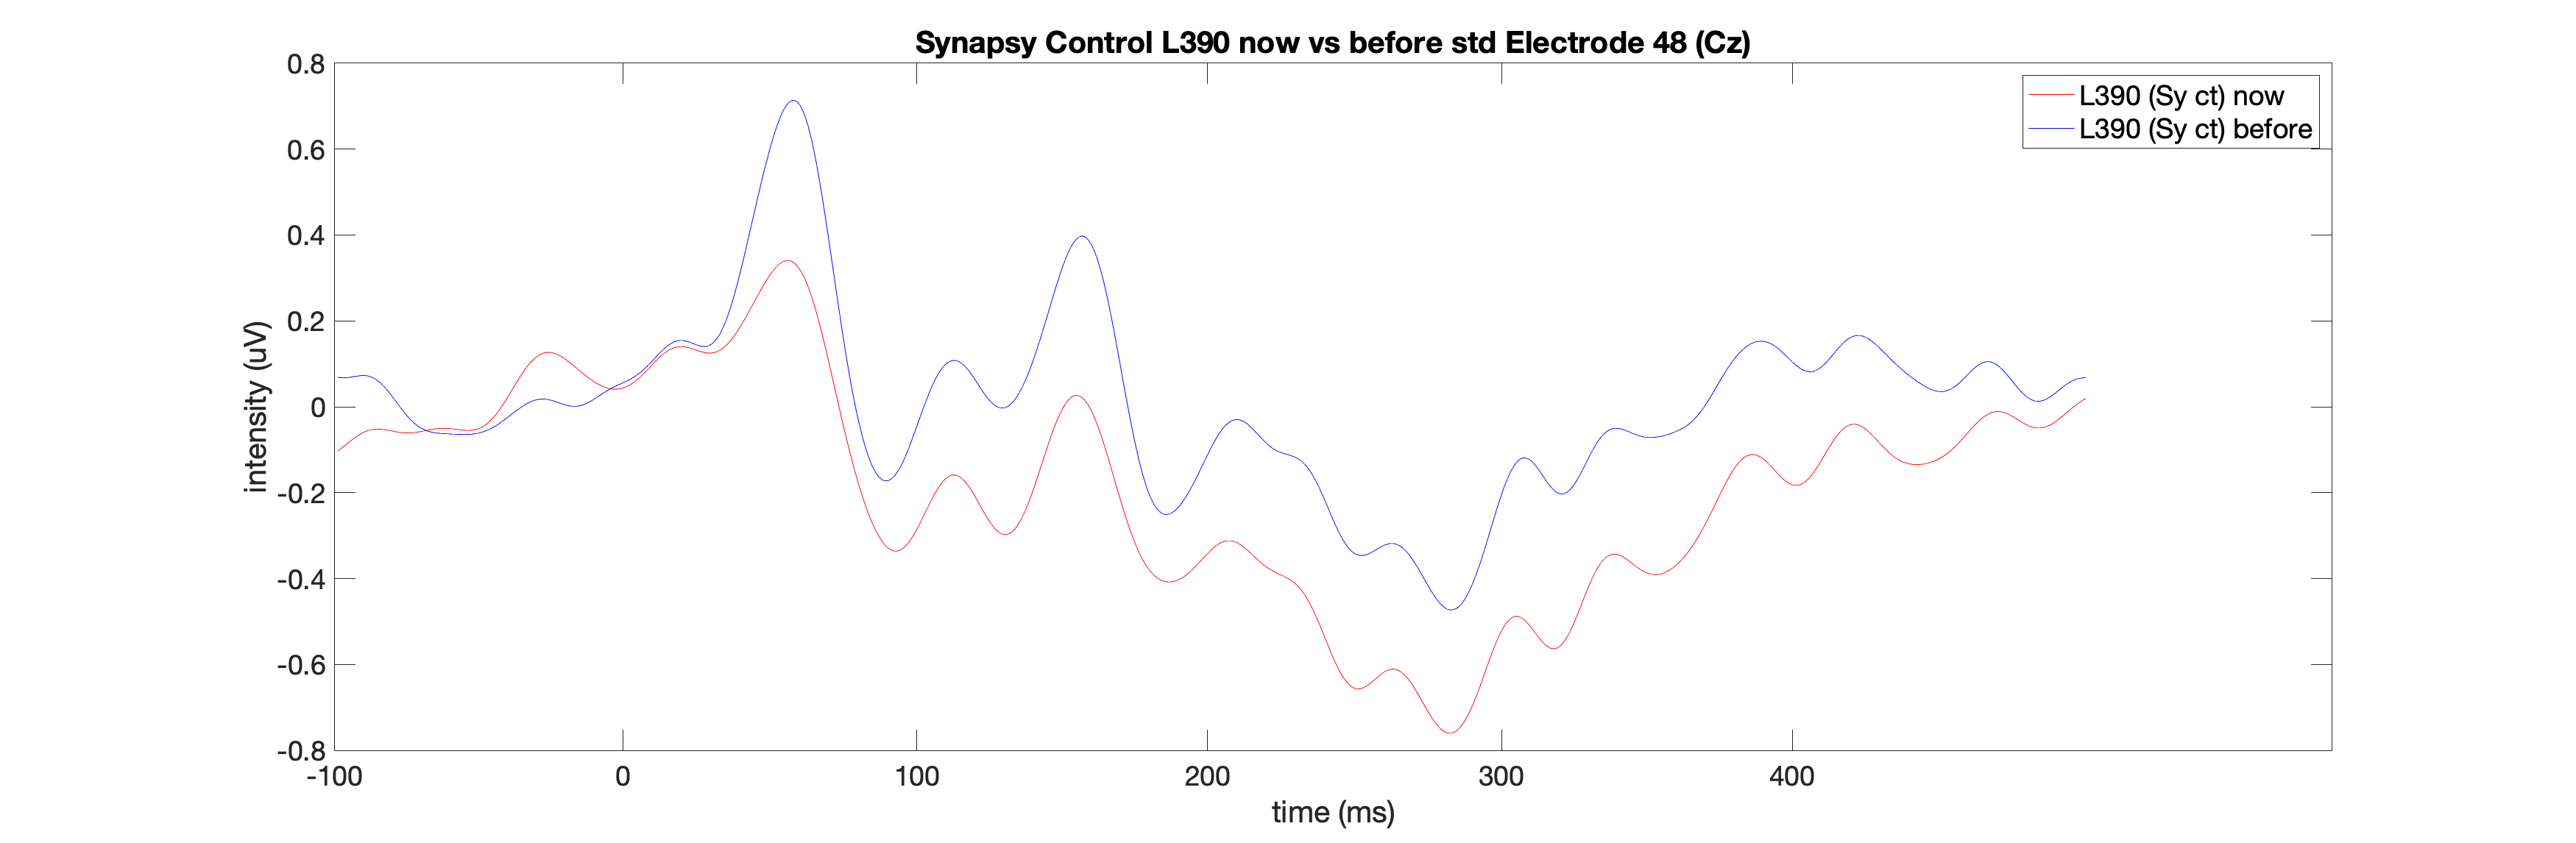 Synapsy Control L390 now vs before std Electrode 48 (Cz)
L390 (Sy ct) now
L390 (Sy ct) before
intensity (uV)
0.8
0.6
0.4
0.2
0
-0.2
-0.4
-0.6
-0.8
-100 0 100 200 300 400
time (ms)